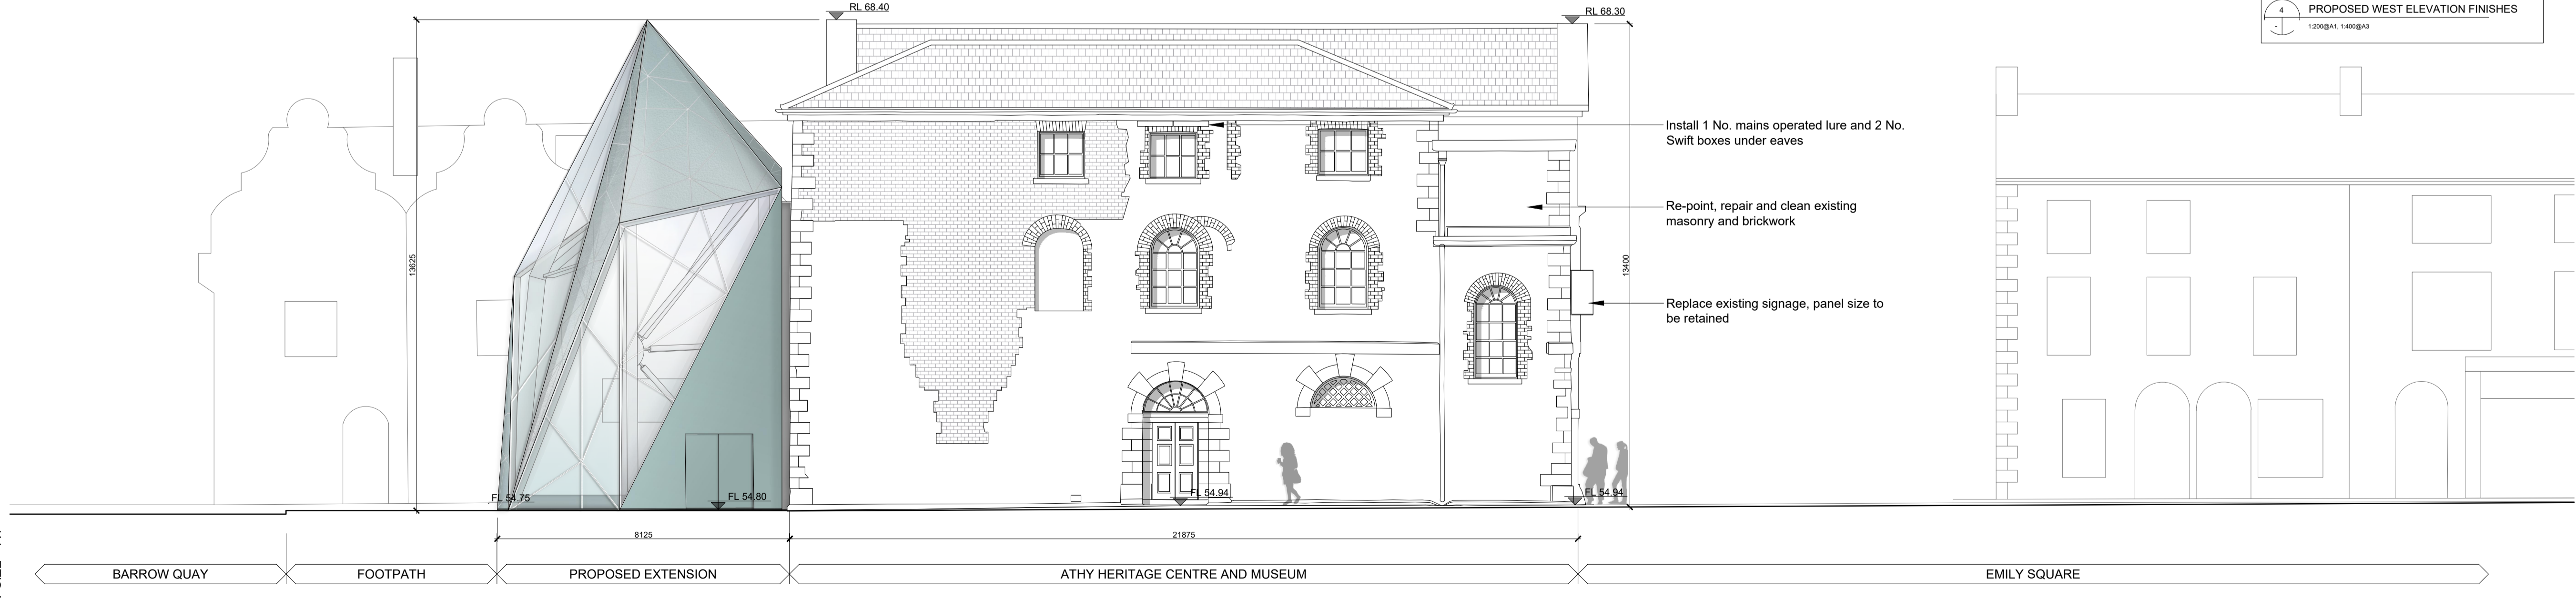 RL 68.40
RL 68.30
4
PROPOSED WEST ELEVATION FINISHES
-
1:200@A1, 1:400@A3
Install 1 No. mains operated lure and 2 No.
Swift boxes under eaves
Re-point, repair and clean existing
masonry and brickwork
13625
13400
Replace existing signage, panel size to
be retained
FL 54.75
FL 54.80
FL 54.94
FL 54.94
8125
21875
BARROW QUAY
FOOTPATH
PROPOSED EXTENSION
ATHY HERITAGE CENTRE AND MUSEUM
EMILY SQUARE